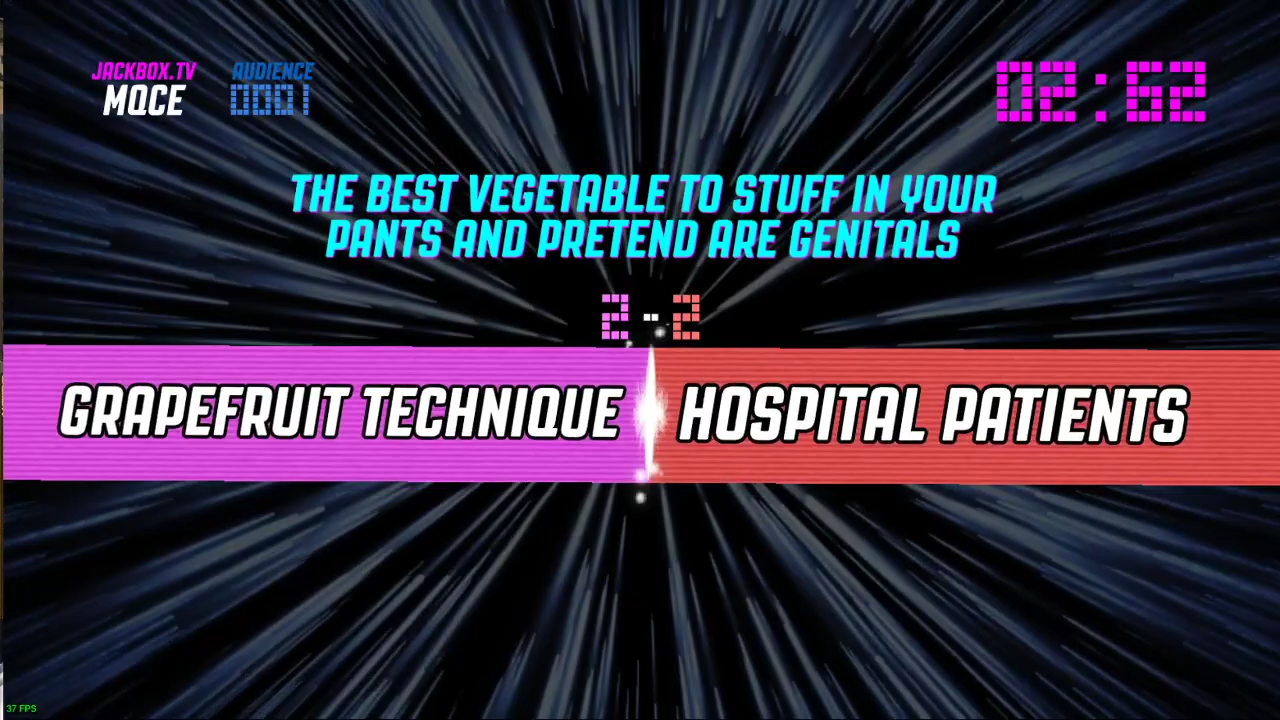 JACKBOX.TV
MQCE
AUDIENCE
0001
02:62
THE BEST VEGETABLE TO STUFF IN YOUR
PANTS AND PRETEND ARE GENITALS
2-2
GRAPEFRUIT TECHNIQUE
HOSPITAL PATIENTS
37 FPS